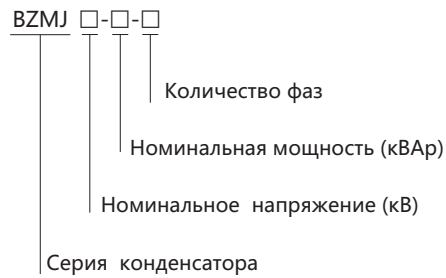 BZMJ □-□-□
Количество фаз
Номинальная мощность (кВАр)
Номинальное напряжение (кВ)
Серия конденсатора